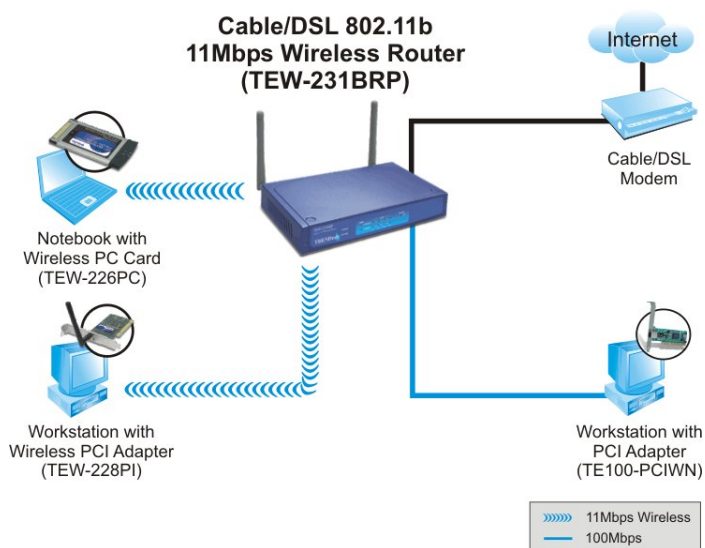 Cable/DSL 802.11b
11Mbps Wireless Router
(TEW-231BRP)
Internet
Cable/DSL
Modem
Notebook with
Wireless PC Card
(TEW-226PC)
Workstation with
Wireless PCI Adapter
(TEW-228PI)
Workstation with
PCI Adapter
(TE100-PCIWN)
11Mbps Wireless
100Mbps